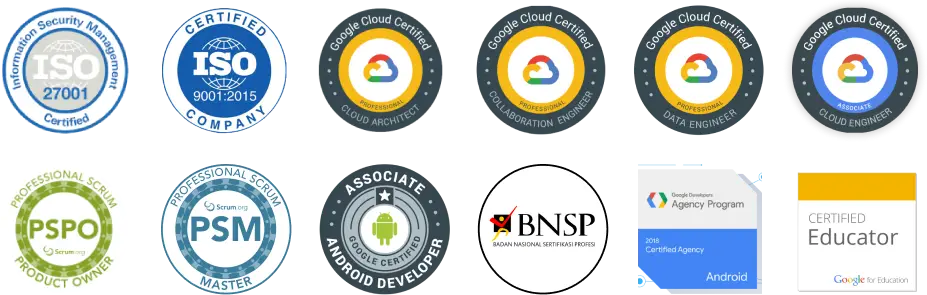 Information Security Management
ISO
27001
Certified
CERTIFIED
ISO
9001:2015
COMPANY
Google Cloud Certified
PROFESSIONAL
CLOUD ARCHITECT
Google Cloud Certified
PROFESSIONAL
COLLABORATION ENGINEER
Google Cloud Certified
PROFESSIONAL
DATA ENGINEER
Google Cloud Certified
ASSOCIATE
CLOUD ENGINEER
PROFESSIONAL SCRUM
PSPO
Scrum.org
PRODUCT OWNER
PROFESSIONAL SCRUM
Scrum.org
PSM
MASTER
ASSOCIATE
GOOGLE CERTIFIED
ANDROID DEVELOPER
BNSP
BADAN NASIONAL SERTIFIKASI PROFESI
Google Developers
Agency Program
2018
Certified Agency
Android
CERTIFIED
Educator
Google for Education